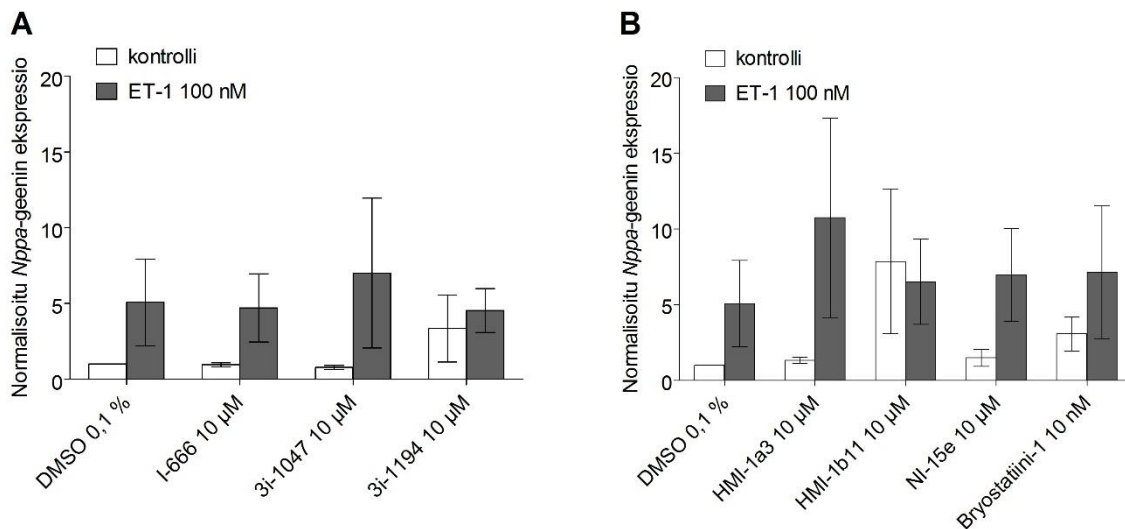 A
kontrolli
ET-1 100 nM
Normalisoitu Nppa-geenin ekspressio
20
15
10
5
0
DMSO 0,1 %
I-666 10 µM
3i-1047 10 µM
3i-1194 10 µM
B
kontrolli
ET-1 100 nM
Normalisoitu Nppa-geenin ekspressio
20
15
10
5
0
DMSO 0,1 %
HMI-1a3 10 µM
HMI-1b11 10 µM
NI-15e 10 µM
Bryostatiini-1 10 nM